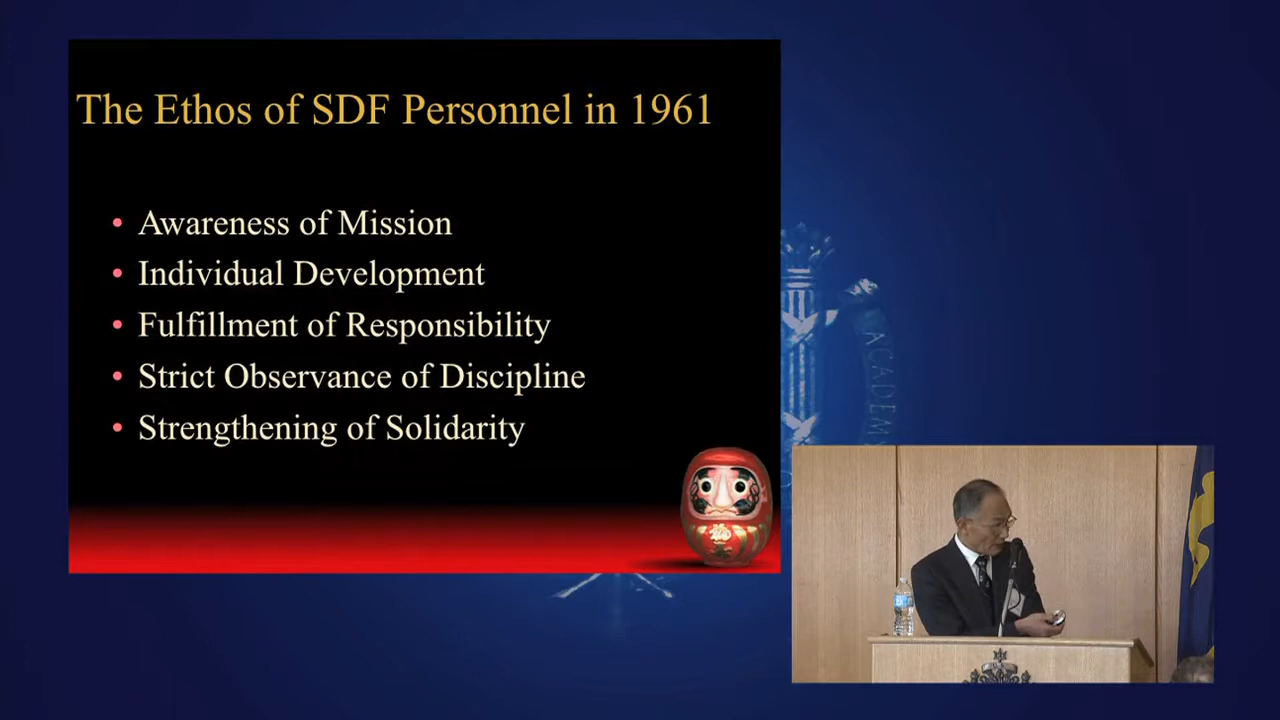 The Ethos of SDF Personnel in 1961
• Awareness of Mission
• Individual Development
• Fulfillment of Responsibility
• Strict Observance of Discipline
• Strengthening of Solidarity
ACADEM